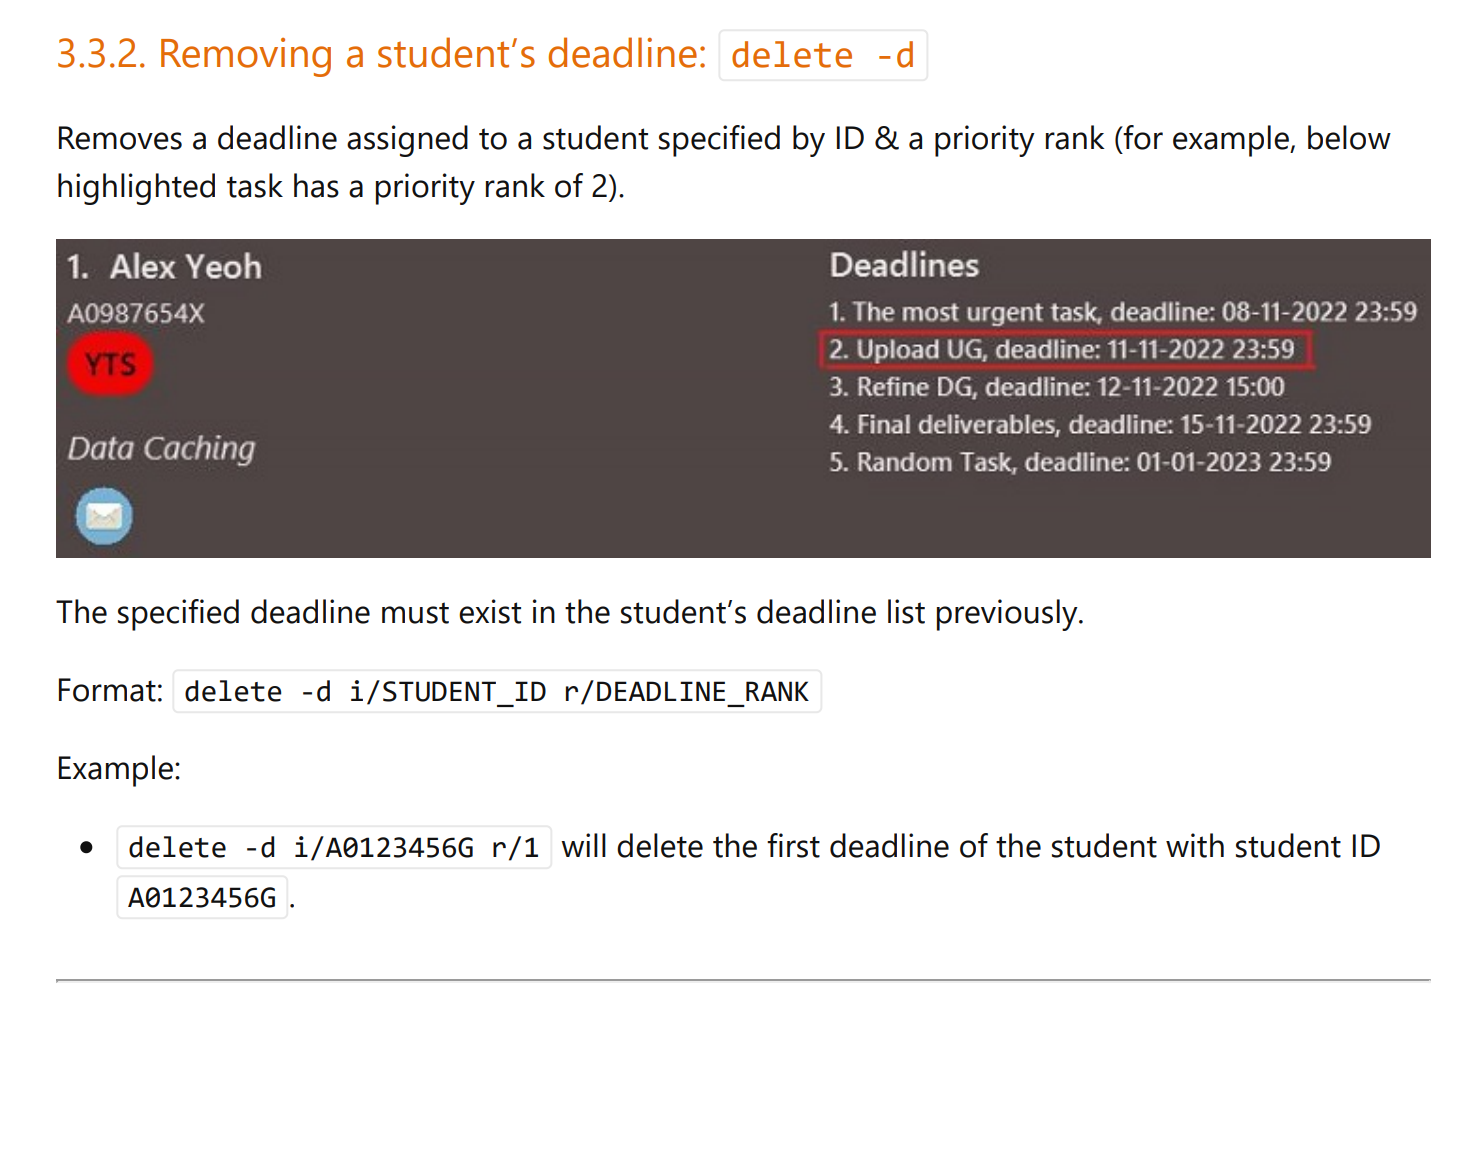 3.3.2. Removing a student’s deadline: delete -d
Removes a deadline assigned to a student specified by ID & a priority rank (for example, below
highlighted task has a priority rank of 2).
1. Alex Yeoh
A0987654X
YTS
Data Caching
Deadlines
1. The most urgent task, deadline: 08-11-2022 23:59
2. Upload UG, deadline: 11-11-2022 23:59
3. Refine DG, deadline: 12-11-2022 15:00
4. Final deliverables, deadline: 15-11-2022 23:59
5. Random Task, deadline: 01-01-2023 23:59
The specified deadline must exist in the student’s deadline list previously.
Format: delete -d i/STUDENT_ID r/DEADLINE_RANK
Example:
• delete -d i/A0123456G r/1 will delete the first deadline of the student with student ID
A0123456G.